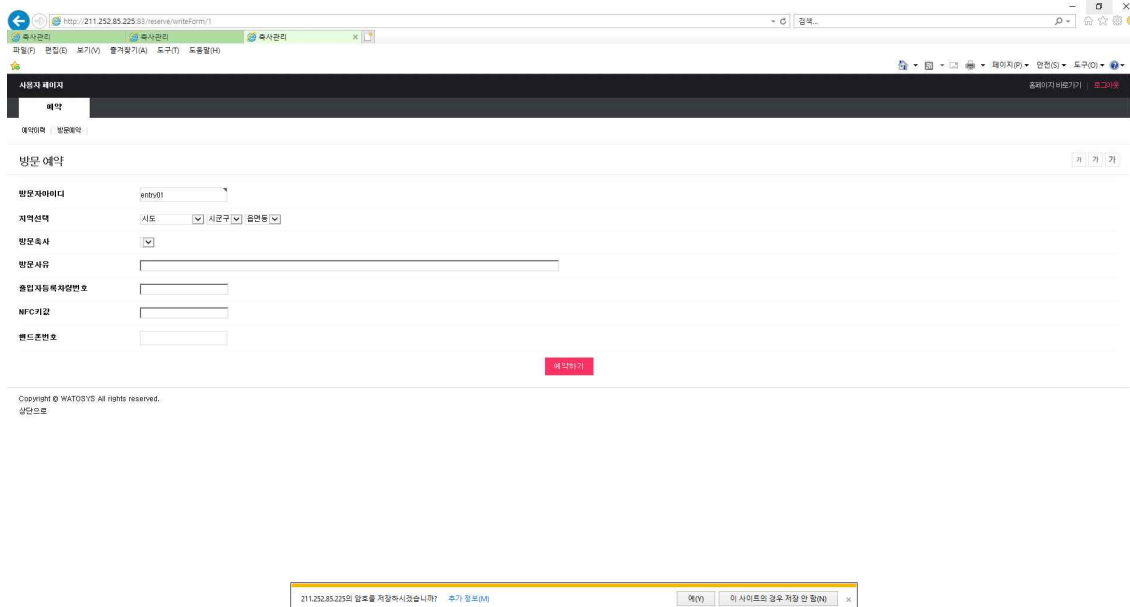 http://211.252.85.225:83/reserve/writeForm/1
검색...
축사관리 축사관리 축사관리
파일(F) 편집(E) 보기(V) 즐겨찾기(A) 도구(T) 도움말(H)
페이지(P) 안전(S) 도구(O)
사용자 페이지 홈페이지 바로가기 로그아웃
예약
예약이력 방문예약
방문 예약 가 가 가
방문자아이디 entry01
지역선택 시도 시군구 읍면동
방문축사
방문사유
출입자등록차량번호
NFC키값
핸드폰번호
예약하기
Copyright @ WATOSYS All rights reserved.
상단으로
211.252.85.225의 암호를 저장하시겠습니까? 추가 정보(M) 예(Y) 이 사이트의 경우 저장 안 함(N)